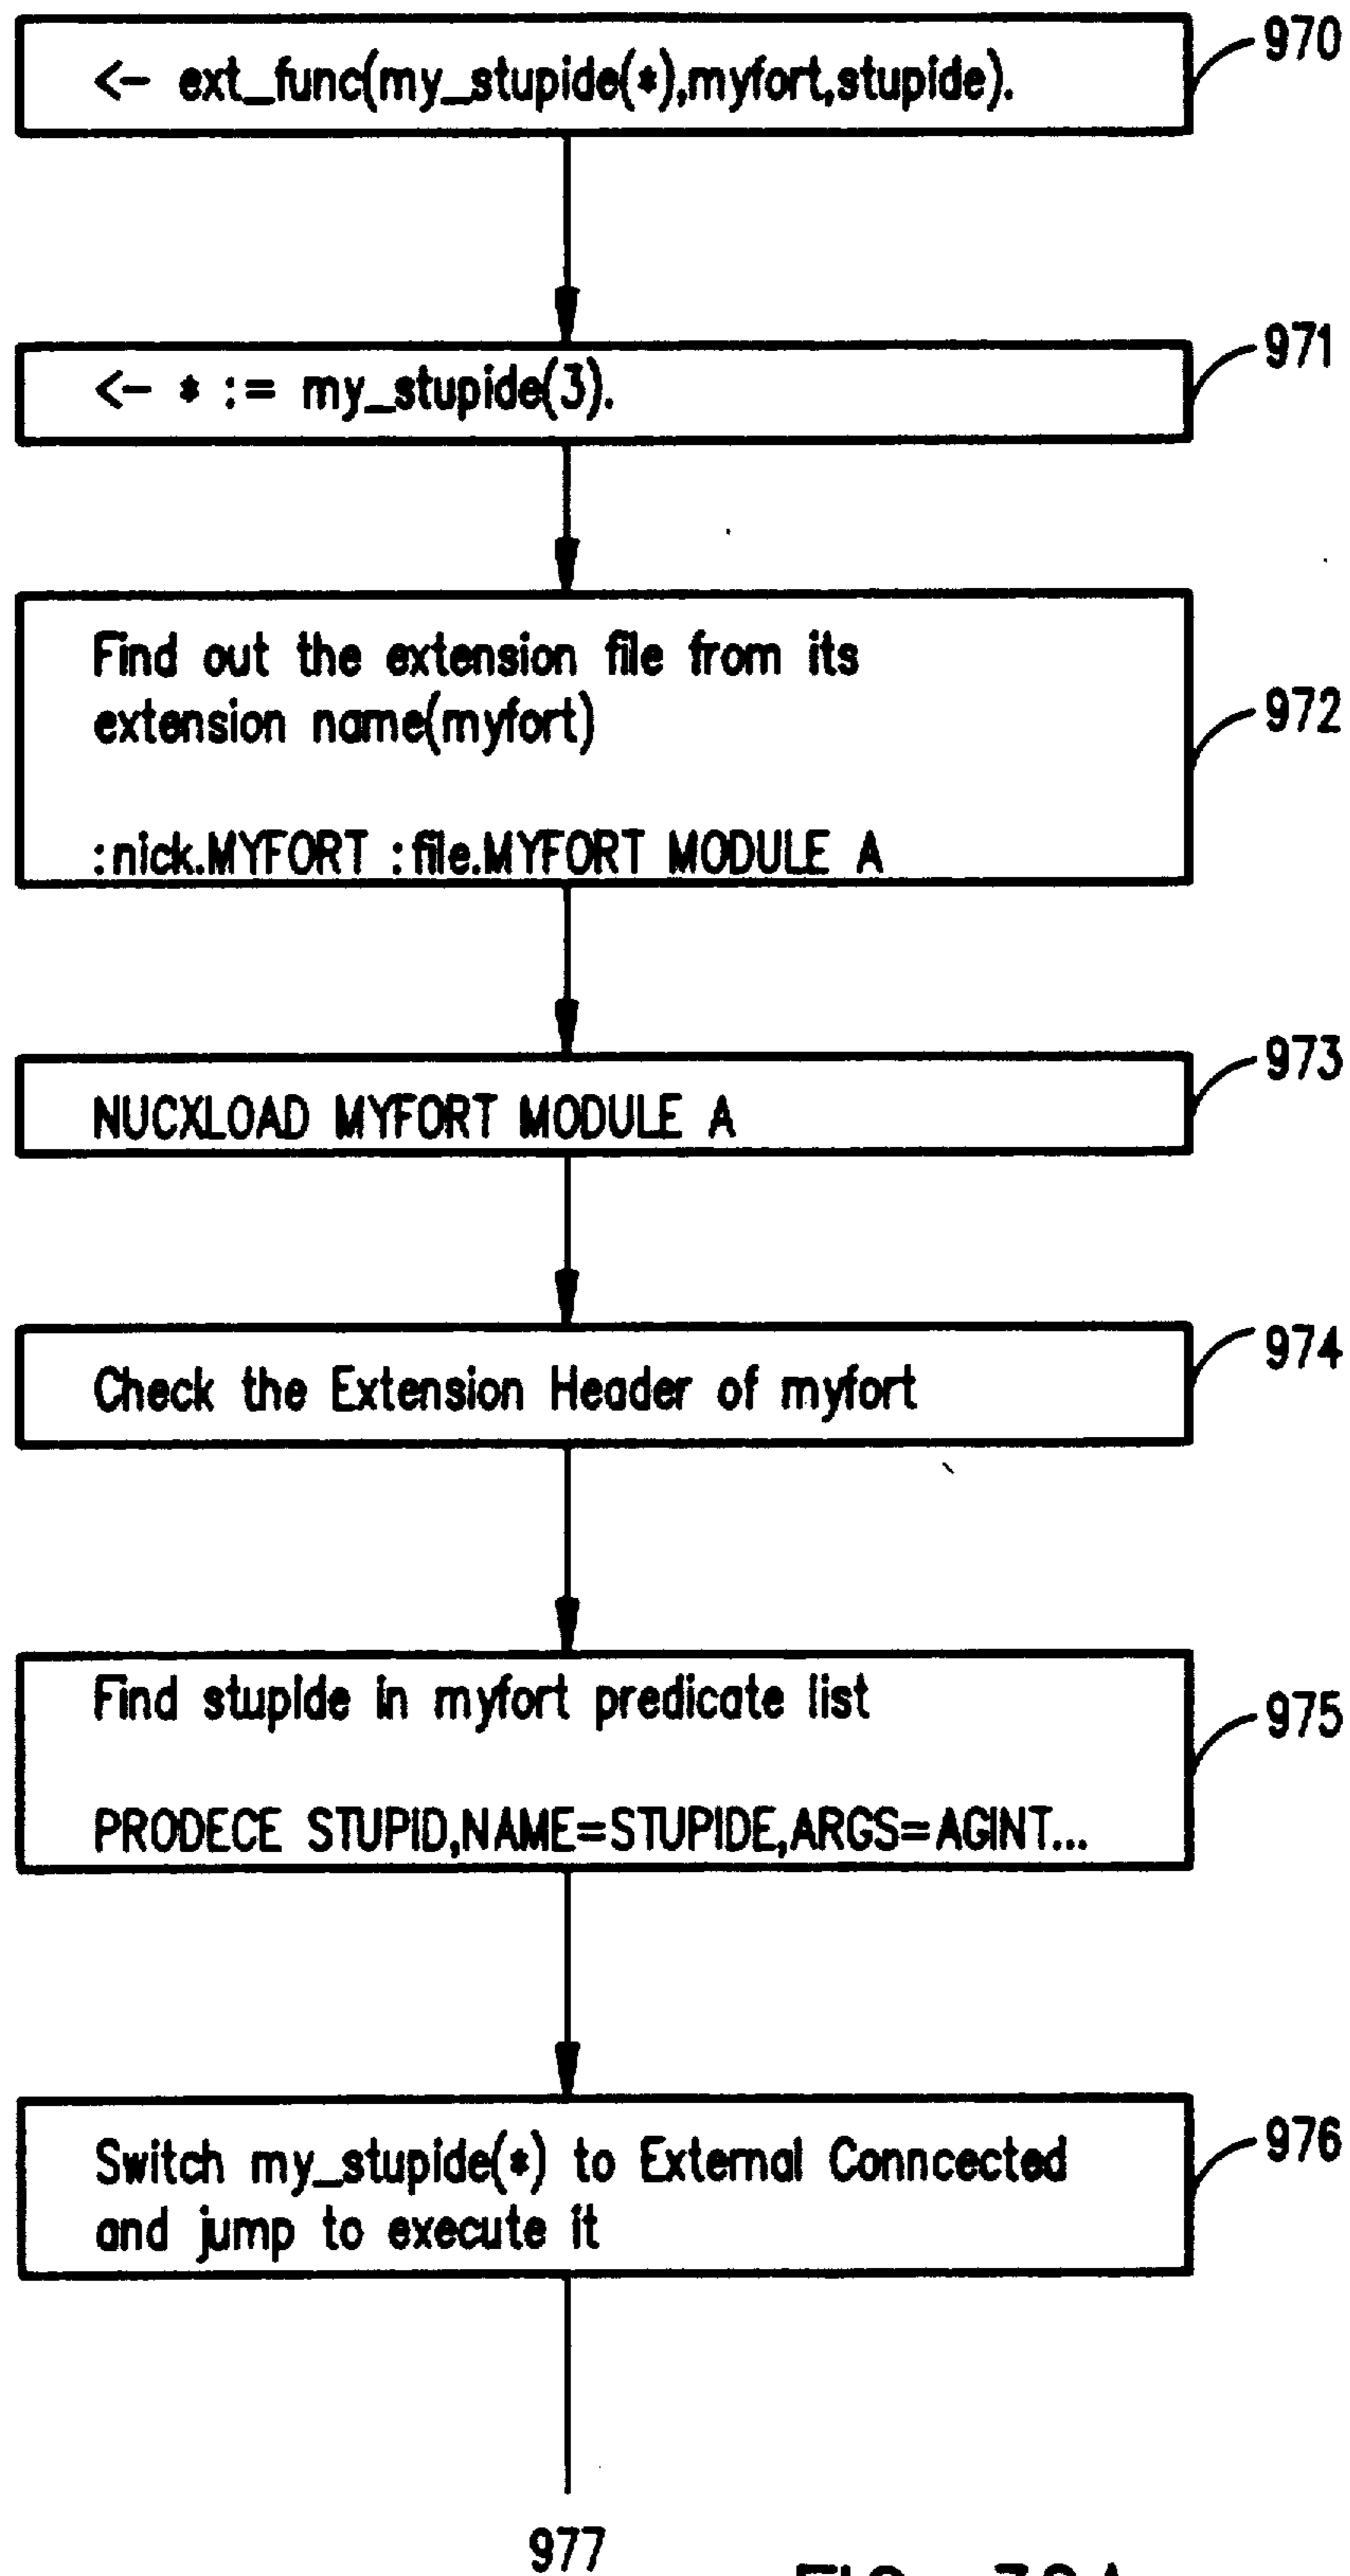 <- ext_func(my_stupide(*),myfort,stupide).
970
<- * := my_stupide(3).
971
Find out the extension file from its
extension name(myfort)
:nick.MYFORT :file.MYFORT MODULE A
972
NUCXLOAD MYFORT MODULE A
973
Check the Extension Header of myfort
974
Find stupide in myfort predicate list
PRODECE STUPID,NAME=STUPIDE,ARGS=AGINT...
975
Switch my_stupide(*) to External Conncected
and jump to execute it
976
977